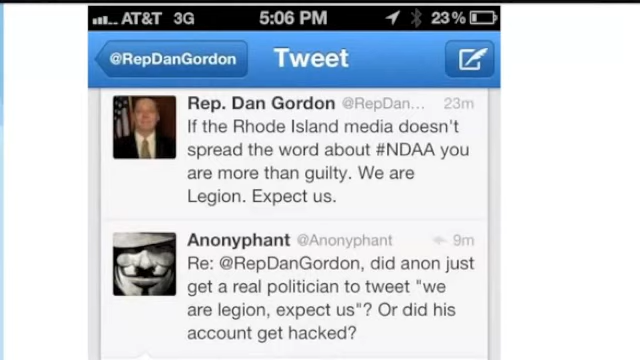 AT&T 3G 5:06 PM 23%
@RepDanGordon Tweet
Rep. Dan Gordon @RepDan... 23m
If the Rhode Island media doesn't
spread the word about #NDAA you
are more than guilty. We are
Legion. Expect us.
Anonyphant @Anonyphant 9m
Re: @RepDanGordon, did anon just
get a real politician to tweet "we
are legion, expect us"? Or did his
account get hacked?